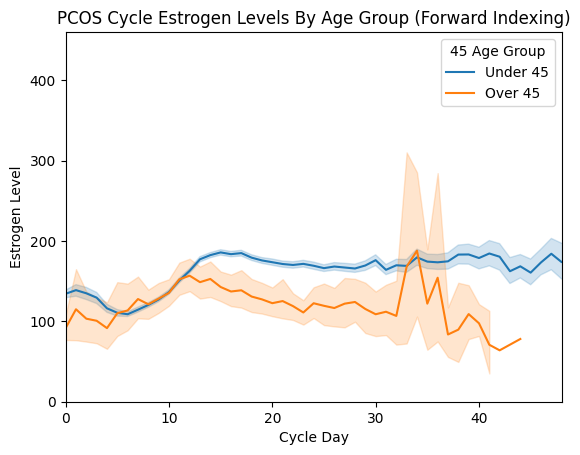 PCOS Cycle Estrogen Levels By Age Group (Forward Indexing)
45 Age Group
Under 45
Over 45
Estrogen Level
400
300
200
100
0
0 10 20 30 40
Cycle Day